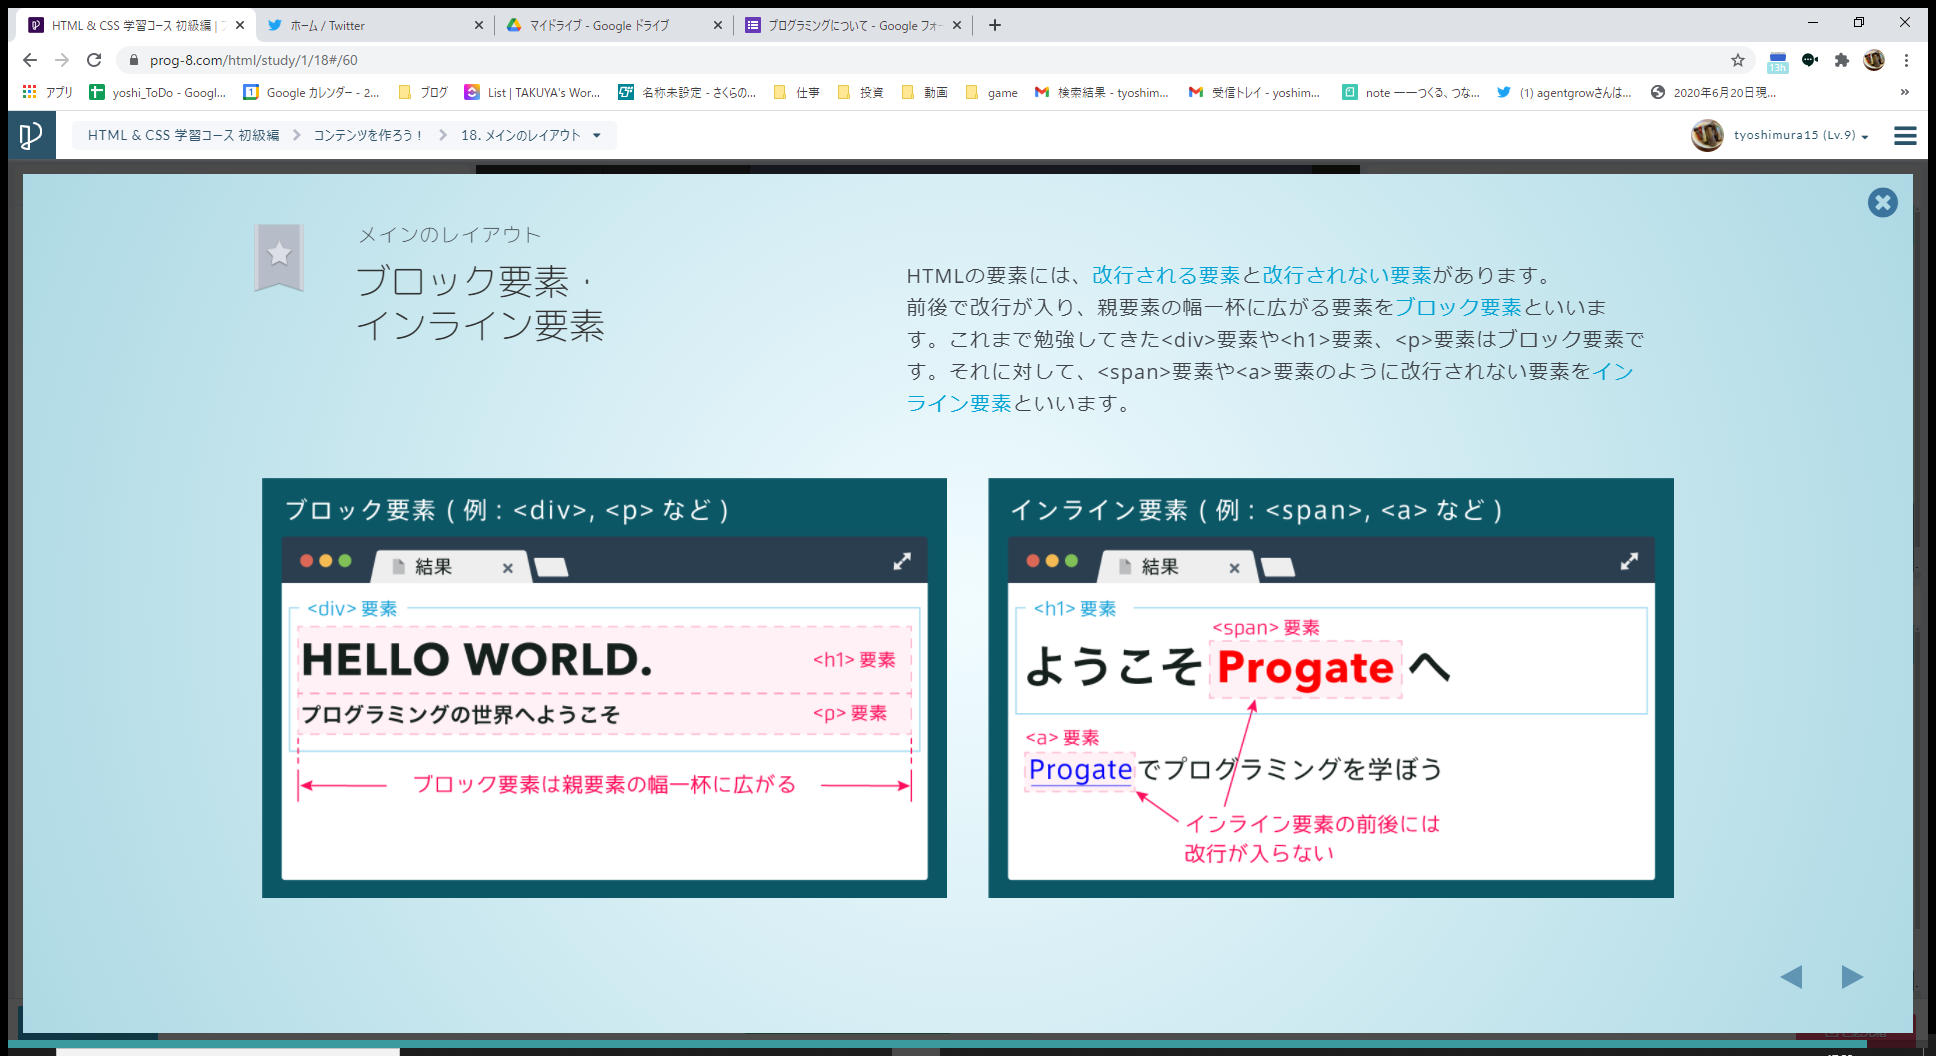 HTML & CSS 学習コース 初級編 |
ホーム / Twitter
マイドライブ - Google ドライブ
プログラミングについて - Google フォー
prog-8.com/html/study/1/18#/60
13h
アプリ
yoshi_ToDo - Googl...
Google カレンダー - 2...
ブログ
List | TAKUYA's Wor...
名称未設定 - さくらの...
仕事
投資
動画
game
検索結果 - tyoshim...
受信トレイ - yoshim...
note ーーつくる、つな...
(1) agentgrowさんは...
2020年6月20日現...
»
HTML & CSS 学習コース 初級編
コンテンツを作ろう！
18. メインのレイアウト
tyoshimura15 (Lv.9)
メインのレイアウト
ブロック要素・
インライン要素
HTMLの要素には、改行される要素と改行されない要素があります。
前後で改行が入り、親要素の幅一杯に広がる要素をブロック要素といいま
す。これまで勉強してきた<div>要素や<h1>要素、<p>要素はブロック要素で
す。それに対して、<span>要素や<a>要素のように改行されない要素をイン
ライン要素といいます。
ブロック要素 ( 例 : <div>, <p> など )
結果
<div> 要素
HELLO WORLD.
<h1> 要素
プログラミングの世界へようこそ
<p> 要素
ブロック要素は親要素の幅一杯に広がる
インライン要素 ( 例 : <span>, <a> など )
結果
<h1> 要素
<span> 要素
ようこそ Progate へ
<a> 要素
Progateでプログラミングを学ぼう
インライン要素の前後には
改行が入らない